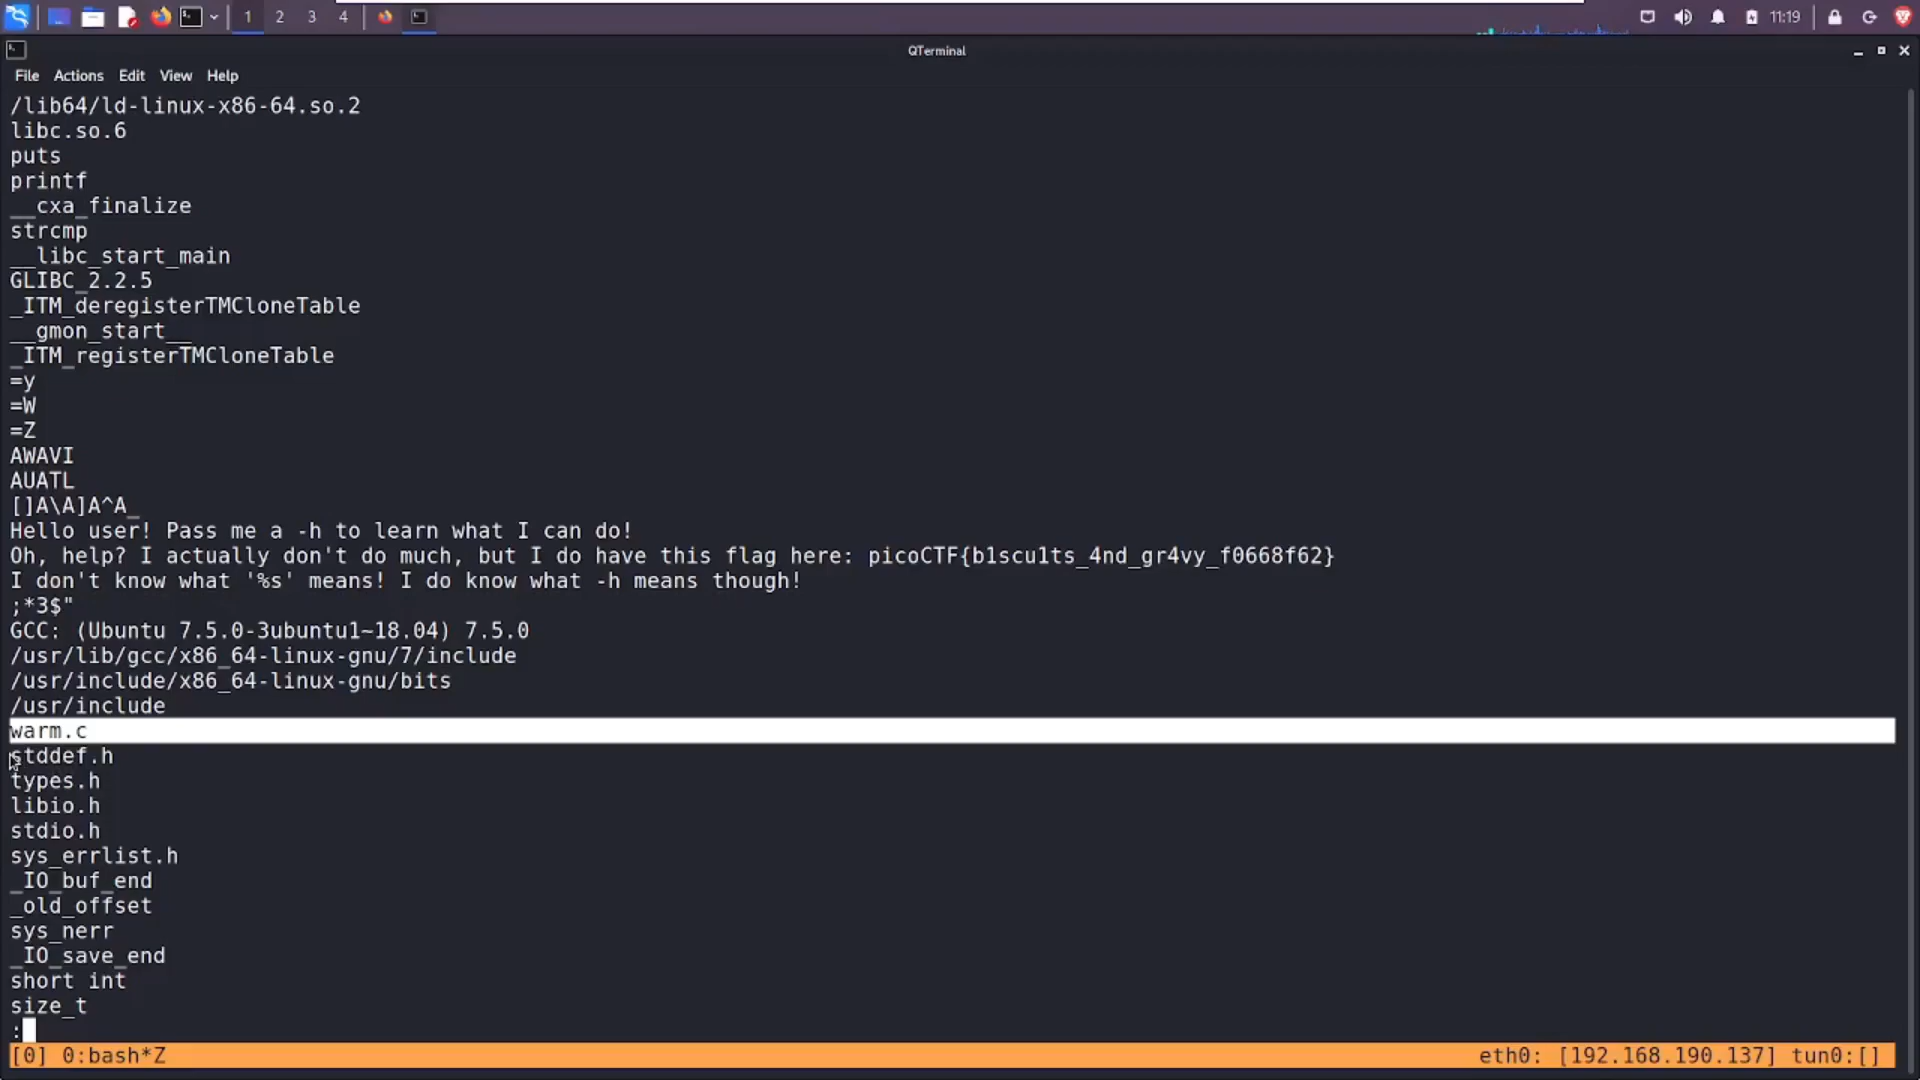 1 2 3 4 11:19
QTerminal
File Actions Edit View Help
/lib64/ld-linux-x86-64.so.2
libc.so.6
puts
printf
__cxa_finalize
strcmp
__libc_start_main
GLIBC_2.2.5
_ITM_deregisterTMCloneTable
__gmon_start__
_ITM_registerTMCloneTable
=y
=W
=Z
AWAVI
AUATL
[]A\A]A^A_
Hello user! Pass me a -h to learn what I can do!
Oh, help? I actually don't do much, but I do have this flag here: picoCTF{b1scu1ts_4nd_gr4vy_f0668f62}
I don't know what '%s' means! I do know what -h means though!
;*3$"
GCC: (Ubuntu 7.5.0-3ubuntu1~18.04) 7.5.0
/usr/lib/gcc/x86_64-linux-gnu/7/include
/usr/include/x86_64-linux-gnu/bits
/usr/include
warm.c
stddef.h
types.h
libio.h
stdio.h
sys_errlist.h
_IO_buf_end
_old_offset
sys_nerr
_IO_save_end
short int
size_t
:
[0] 0:bash*Z eth0: [192.168.190.137] tun0:[]